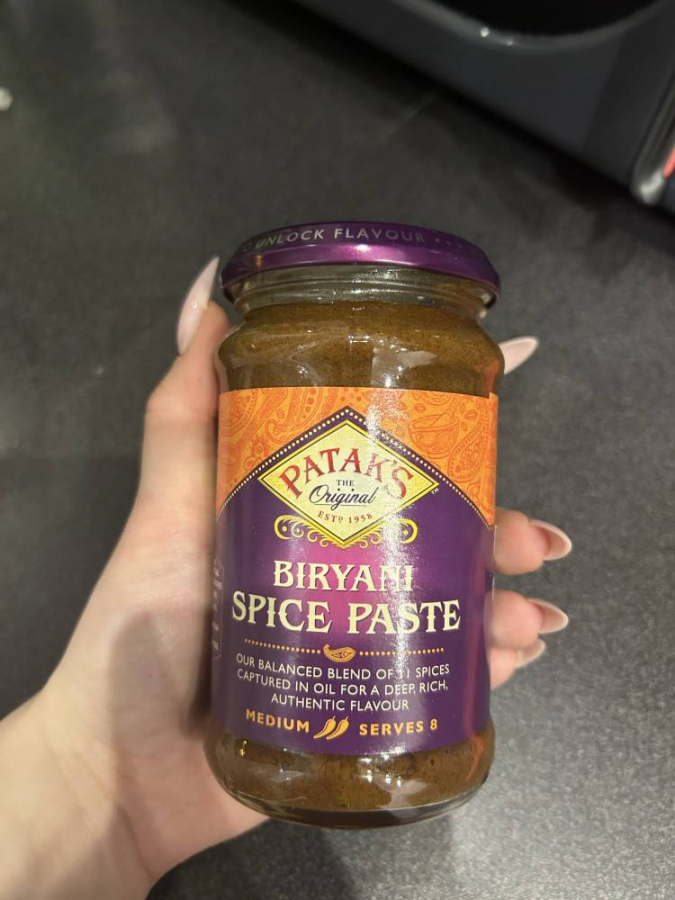 UNLOCK FLAVOUR
PATAK'S
THE
Original
ESTD 1958
BIRYANI
SPICE PASTE
OUR BALANCED BLEND OF 11 SPICES
CAPTURED IN OIL FOR A DEEP, RICH,
AUTHENTIC FLAVOUR
MEDIUM SERVES 8